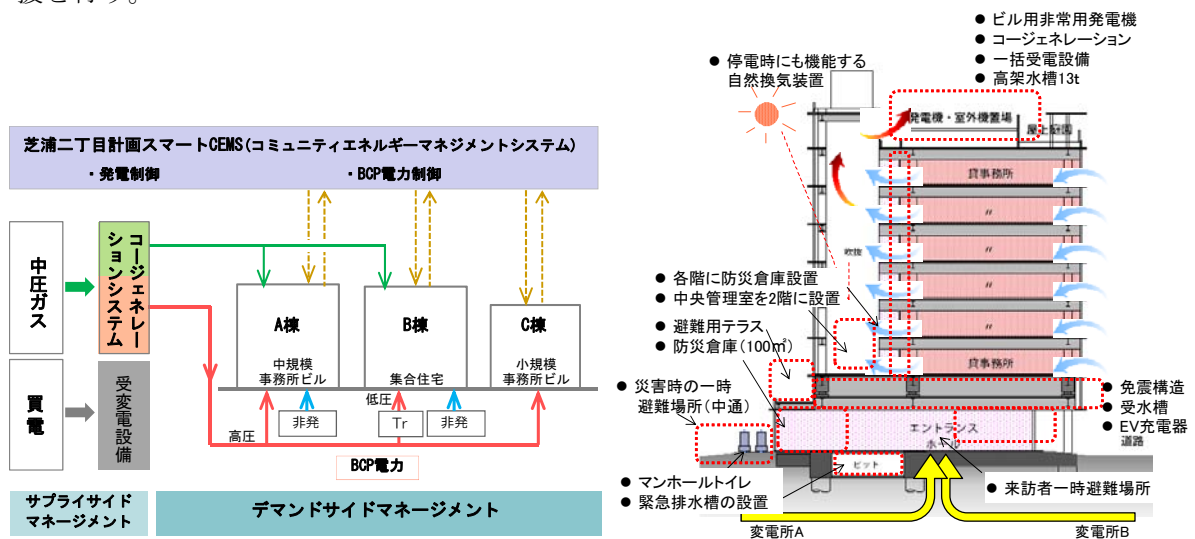 援を行う。
芝浦二丁目計画スマートCEMS(コミュニティエネルギーマネジメントシステム)
・発電制御
・BCP電力制御
中圧ガス
コージェネレー
ションシステム
買電
受変電設備
A棟
中規模
事務所ビル
B棟
集合住宅
C棟
小規模
事務所ビル
低圧
非発
Tr
非発
高圧
BCP電力
サプライサイド
マネージメント
デマンドサイドマネージメント
● ビル用非常用発電機
● コージェネレーション
● 一括受電設備
● 高架水槽13t
● 停電時にも機能する
自然換気装置
発電機・室外機置場
屋上庭園
貸事務所
〃
〃
〃
〃
貸事務所
吹抜
● 各階に防災倉庫設置
● 中央管理室を2階に設置
● 避難用テラス
● 防災倉庫(100㎡)
● 災害時の一時
避難場所(中通)
● 免震構造
● 受水槽
● EV充電器
道路
エントランス
ホール
ピット
● マンホールトイレ
● 緊急排水槽の設置
● 来訪者一時避難場所
変電所A
変電所B